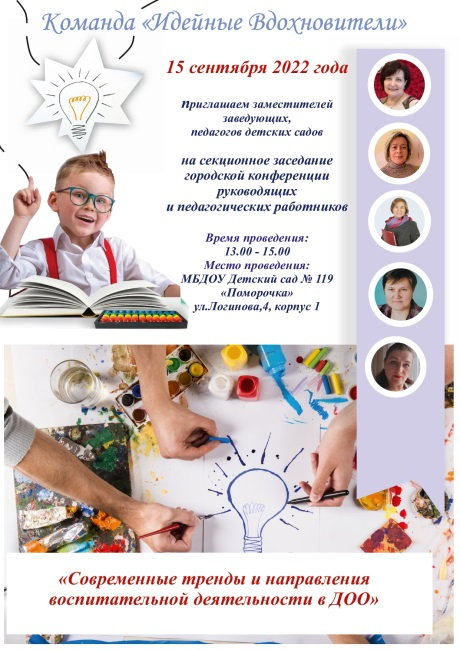 Команда «Идейные Вдохновители»
15 сентября 2022 года
приглашаем заместителей
заведующих,
педагогов детских садов
на секционное заседание
городской конференции
руководящих
и педагогических работников
Время проведения:
13.00 - 15.00
Место проведения:
МБДОУ Детский сад № 119
«Поморочка»
ул.Логинова,4, корпус 1
«Современные тренды и направления
воспитательной деятельности в ДОО»